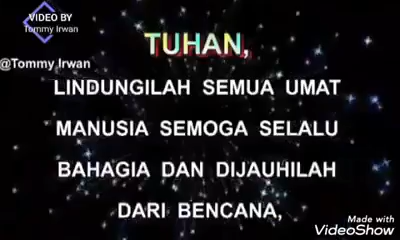 VIDEO BY
Tommy Irwan
TUHAN,
@Tommy Irwan
LINDUNGILAH SEMUA UMAT
MANUSIA SEMOGA SELALU
BAHAGIA DAN DIJAUHILAH
DARI BENCANA,
Made with
VideoShow